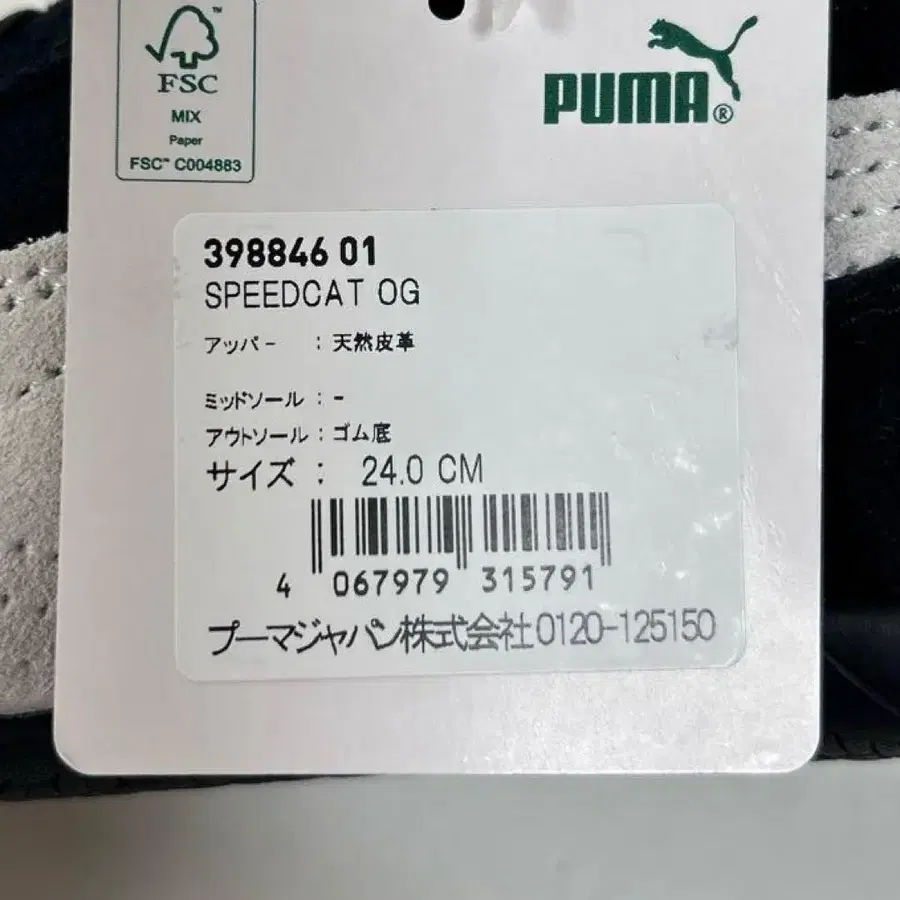 FSC
MIX
Paper
FSC™ C004883
PUMA®
398846 01
SPEEDCAT OG
アッパー : 天然皮革
ミッドソール : -
アウトソール : ゴム底
サイズ : 24.0 CM
4 067979 315791
プーマジャパン株式会社0120-125150